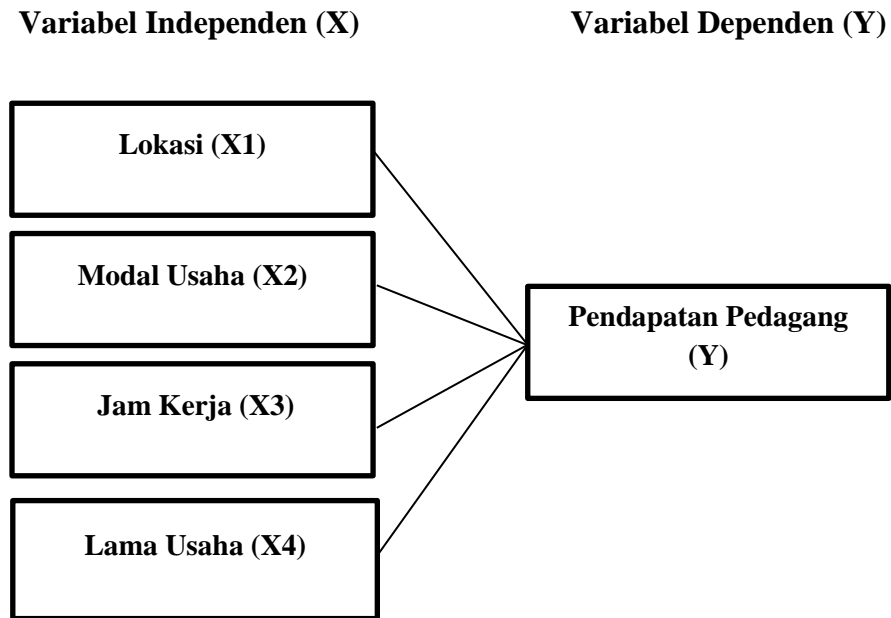 Variabel Independen (X)
Variabel Dependen (Y)
Lokasi (X1)
Modal Usaha (X2)
Jam Kerja (X3)
Lama Usaha (X4)
Pendapatan Pedagang
(Y)